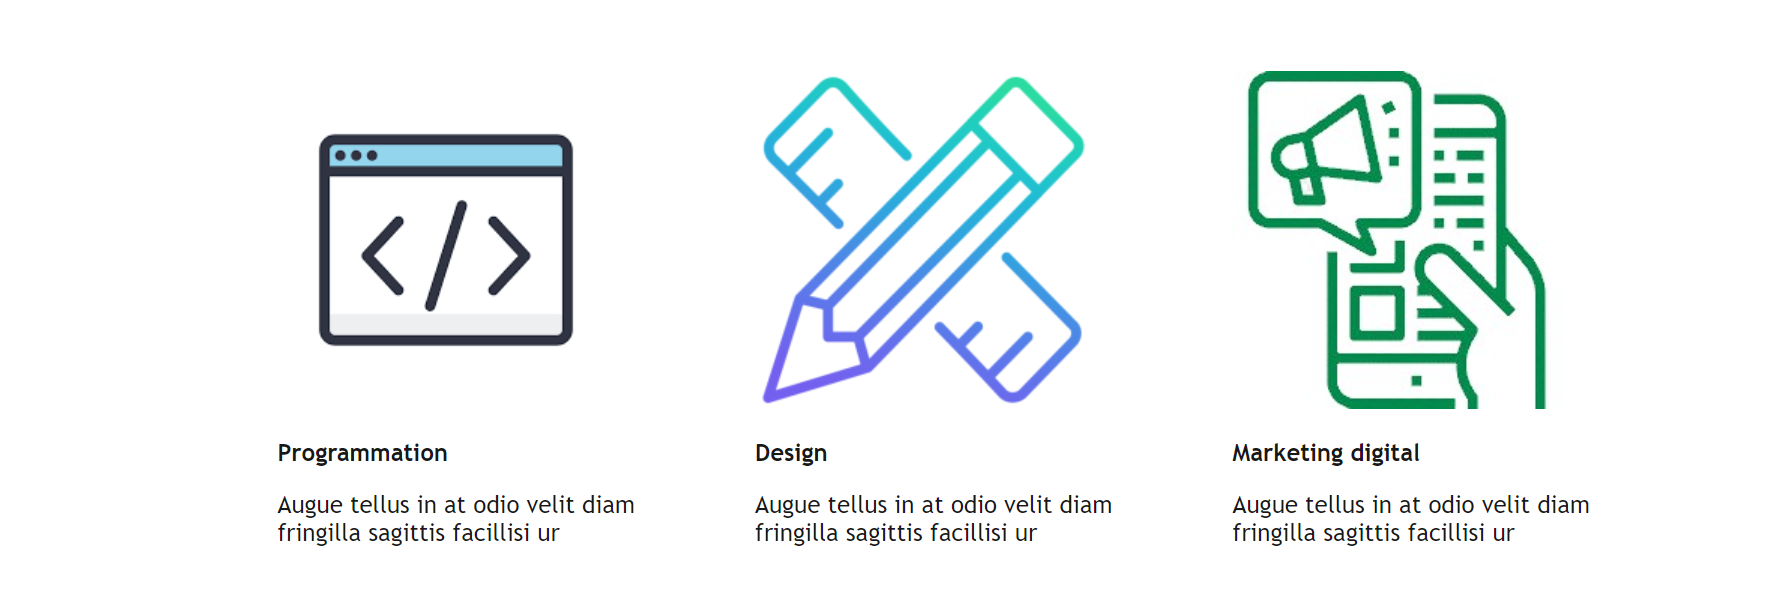 Programmation
Augue tellus in at odio velit diam
fringilla sagittis facillisi ur
Design
Augue tellus in at odio velit diam
fringilla sagittis facillisi ur
Marketing digital
Augue tellus in at odio velit diam
fringilla sagittis facillisi ur